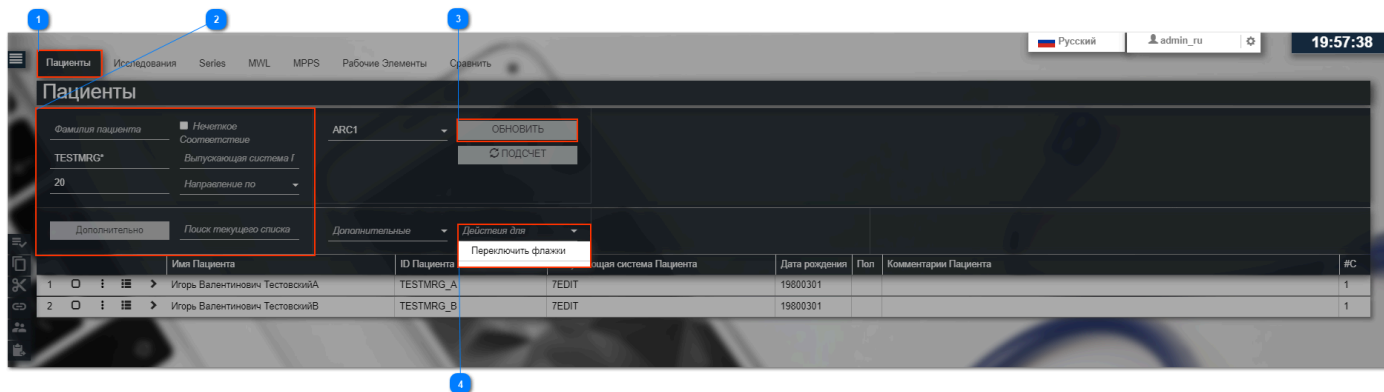 1 2 3
Русский admin_ru 19:57:38
Пациенты Исследования Series MWL MPPS Рабочие Элементы Сравнить
Пациенты
Фамилия пациента Нечеткое Соответствие ARC1 ОБНОВИТЬ
TESTMRG* Выпускающая система ПОДСЧЕТ
20 Направление по
Дополнительно Поиск текущего списка Дополнительные Действия для
Переключить флажки
Имя Пациента ID Пациента система Пациента Дата рождения Пол Комментарии Пациента #С
1 Игорь Валентинович ТестовскийА TESTMRG_A 7EDIT 19800301 1
2 Игорь Валентинович ТестовскийВ TESTMRG_B 7EDIT 19800301 1
4